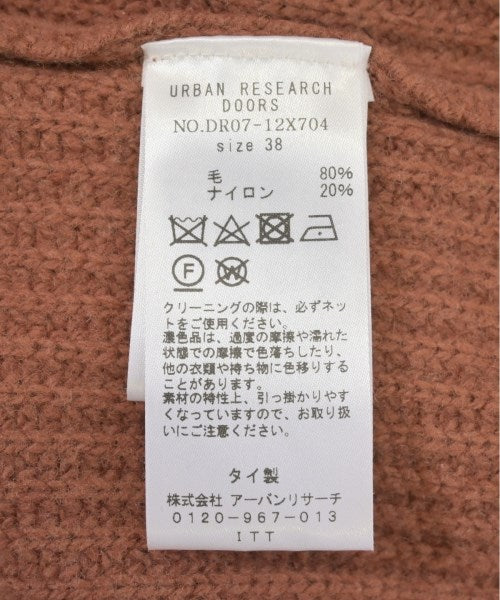 URBAN RESEARCH
DOORS
NO.DR07-12X704
size 38
毛 80%
ナイロン 20%
F
W
クリーニングの際は、必ずネッ
トをご使用ください。
濃色品は、過度の摩擦や濡れた
状態での摩擦で色落ちしたり、
他の衣類や持ち物に色移りする
ことがあります。
素材の特性上、引っ掛かりやす
くなっていますので、お取り扱
いにご注意ください。
タイ製
株式会社 アーバンリサーチ
0120-967-013
ITT